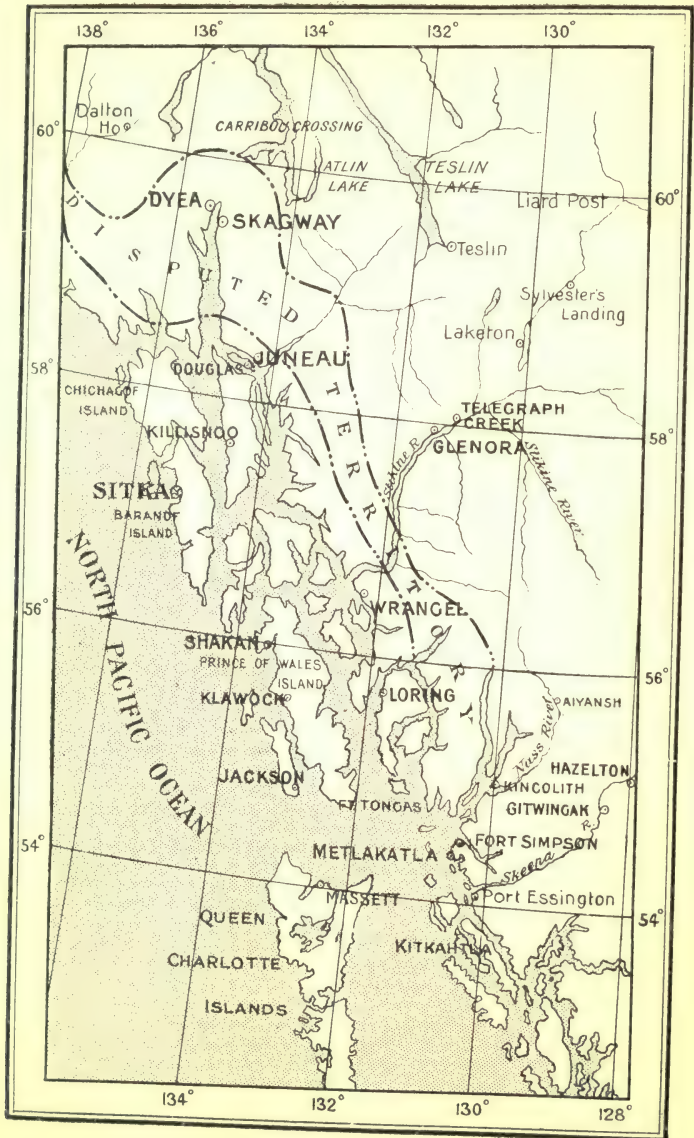 138° 136° 134° 132° 130°
60°
Dalton
Ho
CARRIBOU CROSSING
ATLIN
LAKE
TESLIN
LAKE
60°
Liard Post
DYEA
SKAGWAY
Teslin
DISPUTED TERRITORY
Sylvester's
Landing
Laketon
58°
DOUGLAS
JUNEAU
CHICHAGOF
ISLAND
TELEGRAPH
CREEK
58°
GLENORA
KILLISNOO
Stikine R
Stikine River
SITKA
BARANOF
ISLAND
NORTH PACIFIC OCEAN
56°
WRANGEL
SHAKAN
PRINCE OF WALES
ISLAND
56°
KLAWOCK
LORING
AIYANSH
Nass River
HAZELTON
JACKSON
KINCOLITH
FT. TONGAS
GITWINGAK
54°
METLAKATLA
FORT SIMPSON
Skeena R.
MASSETT
Port Essington
54°
QUEEN
CHARLOTTE
ISLANDS
KITKAHTLA
134° 132° 130° 128°